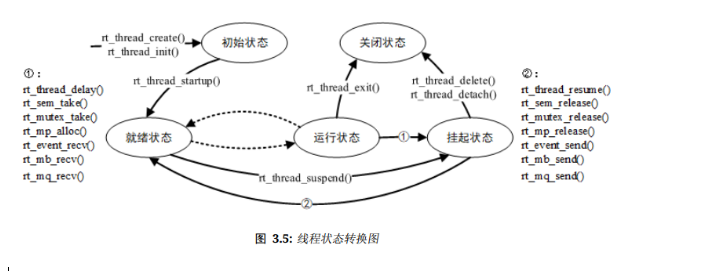 rt_thread_create()
rt_thread_init()
初始状态
关闭状态
①：
rt_thread_delay()
rt_sem_take()
rt_mutex_take()
rt_mp_alloc()
rt_event_recv()
rt_mb_recv()
rt_mq_recv()
rt_thread_startup()
rt_thread_exit()
rt_thread_delete()
rt_thread_detach()
②：
rt_thread_resume()
rt_sem_release()
rt_mutex_release()
rt_mp_release()
rt_event_send()
rt_mb_send()
rt_mq_send()
就绪状态
运行状态
①
挂起状态
rt_thread_suspend()
②
图 3.5: 线程状态转换图